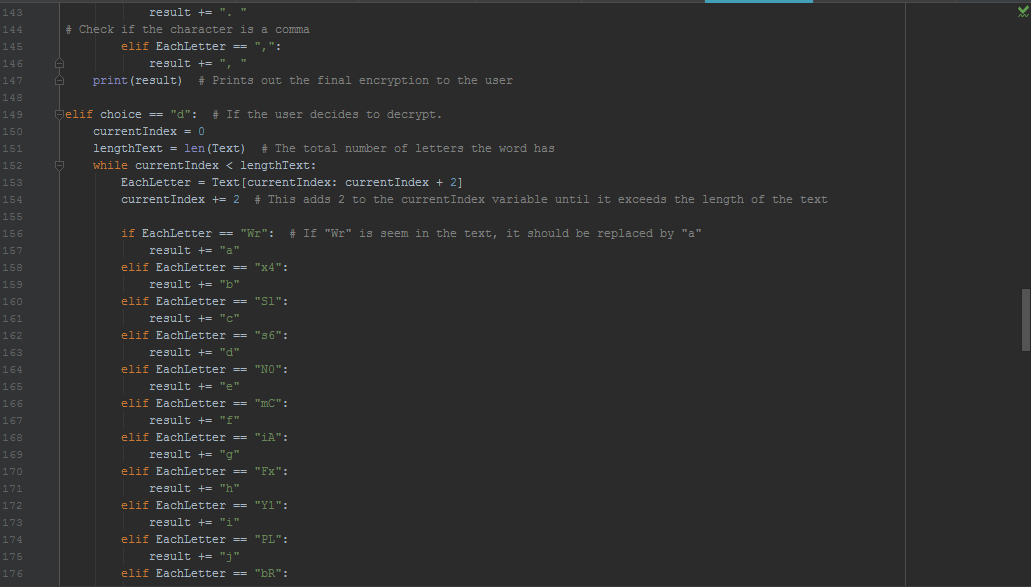 143 result += ". "
144 # Check if the character is a comma
145 elif EachLetter == ",":
146 result += ", "
147 print(result)  # Prints out the final encryption to the user
148
149 elif choice == "d":  # If the user decides to decrypt.
150 currentIndex = 0
151 lengthText = len(Text)  # The total number of letters the word has
152 while currentIndex < lengthText:
153 EachLetter = Text[currentIndex: currentIndex + 2]
154 currentIndex += 2  # This adds 2 to the currentIndex variable until it exceeds the length of the text
155
156 if EachLetter == "Wr":  # If "Wr" is seem in the text, it should be replaced by "a"
157 result += "a"
158 elif EachLetter == "x4":
159 result += "b"
160 elif EachLetter == "Sl":
161 result += "c"
162 elif EachLetter == "s6":
163 result += "d"
164 elif EachLetter == "N0":
165 result += "e"
166 elif EachLetter == "mC":
167 result += "f"
168 elif EachLetter == "iA":
169 result += "g"
170 elif EachLetter == "Fx":
171 result += "h"
172 elif EachLetter == "Y1":
173 result += "i"
174 elif EachLetter == "PL":
175 result += "j"
176 elif EachLetter == "bR":